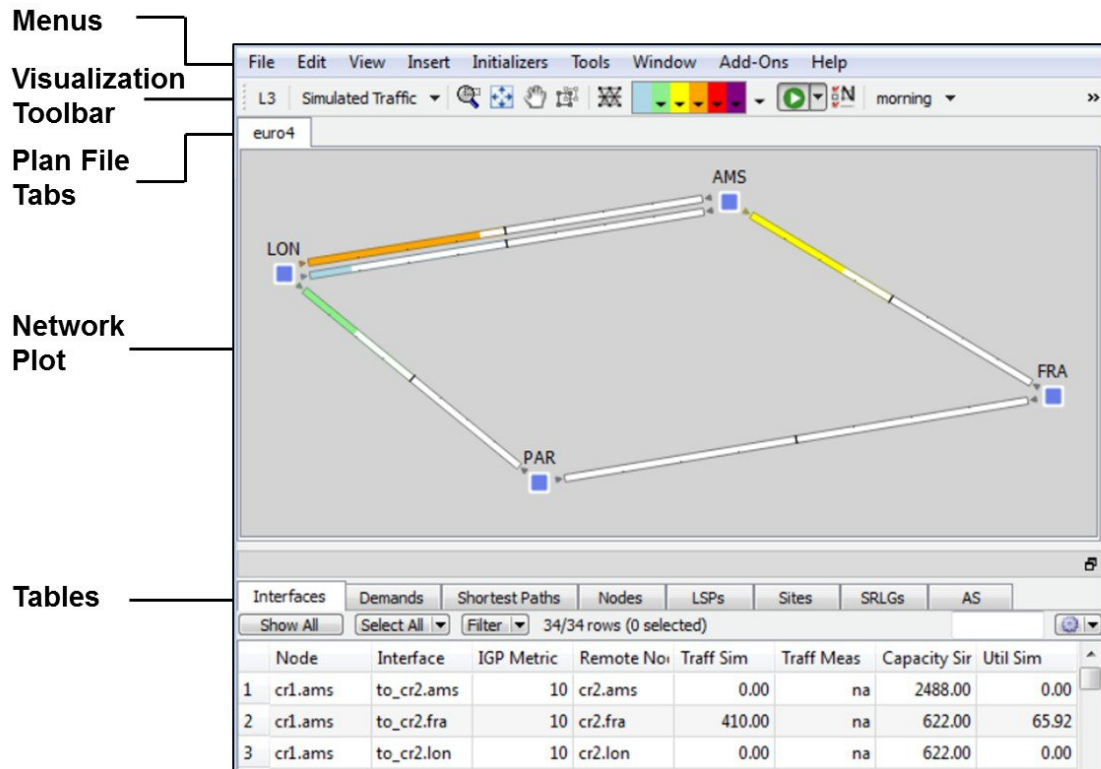 Menus
File Edit View Insert Initializers Tools Window Add-Ons Help
Visualization
Toolbar
L3 Simulated Traffic morning »
Plan File
Tabs
euro4
AMS
LON
Network
Plot
FRA
PAR
Tables
Interfaces Demands Shortest Paths Nodes LSPs Sites SRLGs AS
Show All Select All Filter 34/34 rows (0 selected)
Node Interface IGP Metric Remote No Traff Sim Traff Meas Capacity Sir Util Sim
1 cr1.ams to_cr2.ams 10 cr2.ams 0.00 na 2488.00 0.00
2 cr1.ams to_cr2.fra 10 cr2.fra 410.00 na 622.00 65.92
3 cr1.ams to_cr2.lon 10 cr2.lon 0.00 na 622.00 0.00